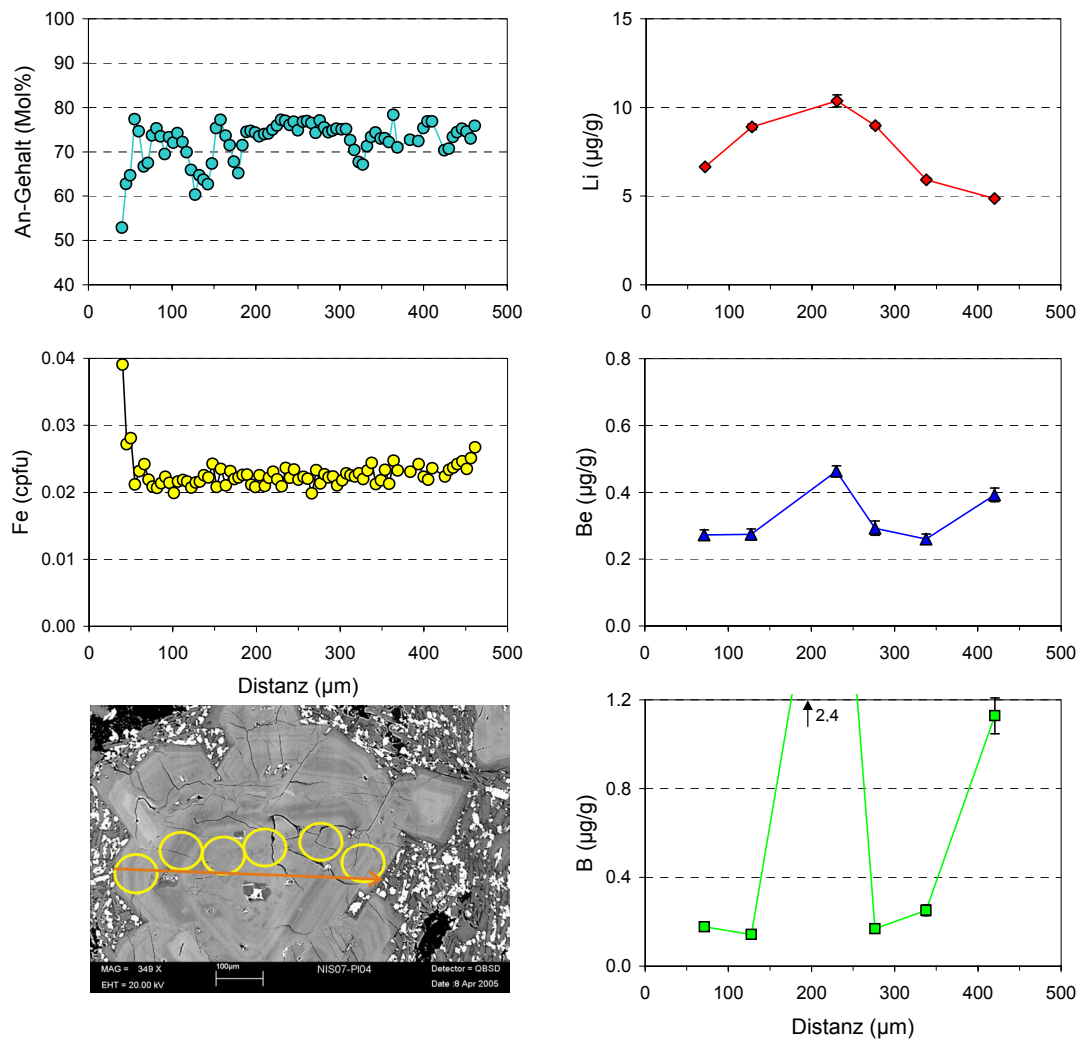 An-Gehalt (Mol%)
100
90
80
70
60
50
40
0 100 200 300 400 500
Li (µg/g)
15
10
5
0
0 100 200 300 400 500
Fe (cpfu)
0.04
0.03
0.02
0.01
0.00
0 100 200 300 400 500
Distanz (µm)
Be (µg/g)
0.8
0.6
0.4
0.2
0.0
0 100 200 300 400 500
MAG = 349 X
EHT = 20.00 kV
100µm
NIS07-Pl04
Detector = QBSD
Date :8 Apr 2005
B (µg/g)
1.2
0.8
0.4
0.0
2.4
0 100 200 300 400 500
Distanz (µm)